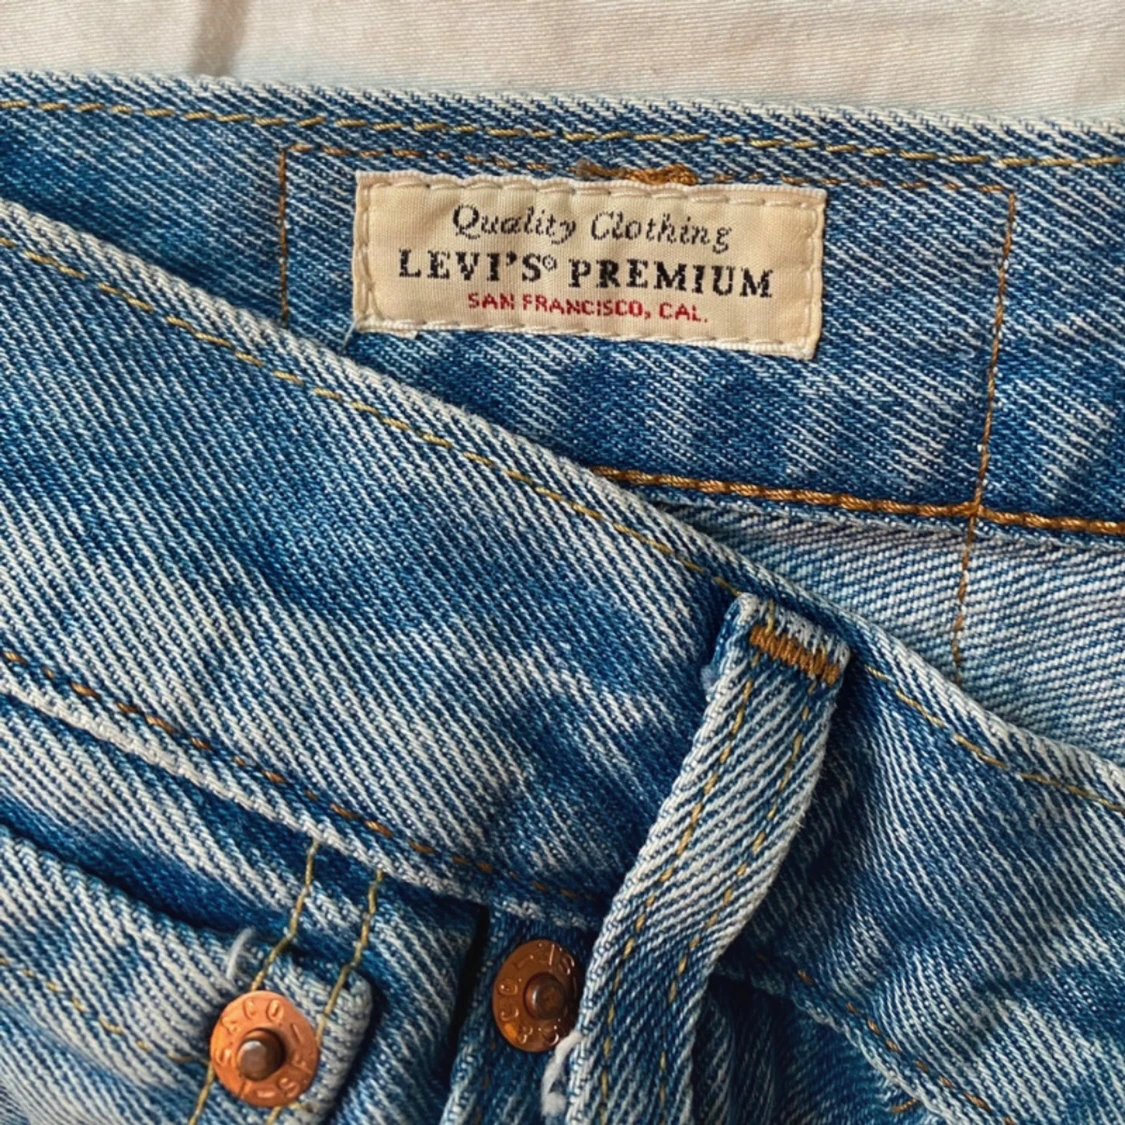 Quality Clothing
LEVI'S® PREMIUM
SAN FRANCISCO, CAL.